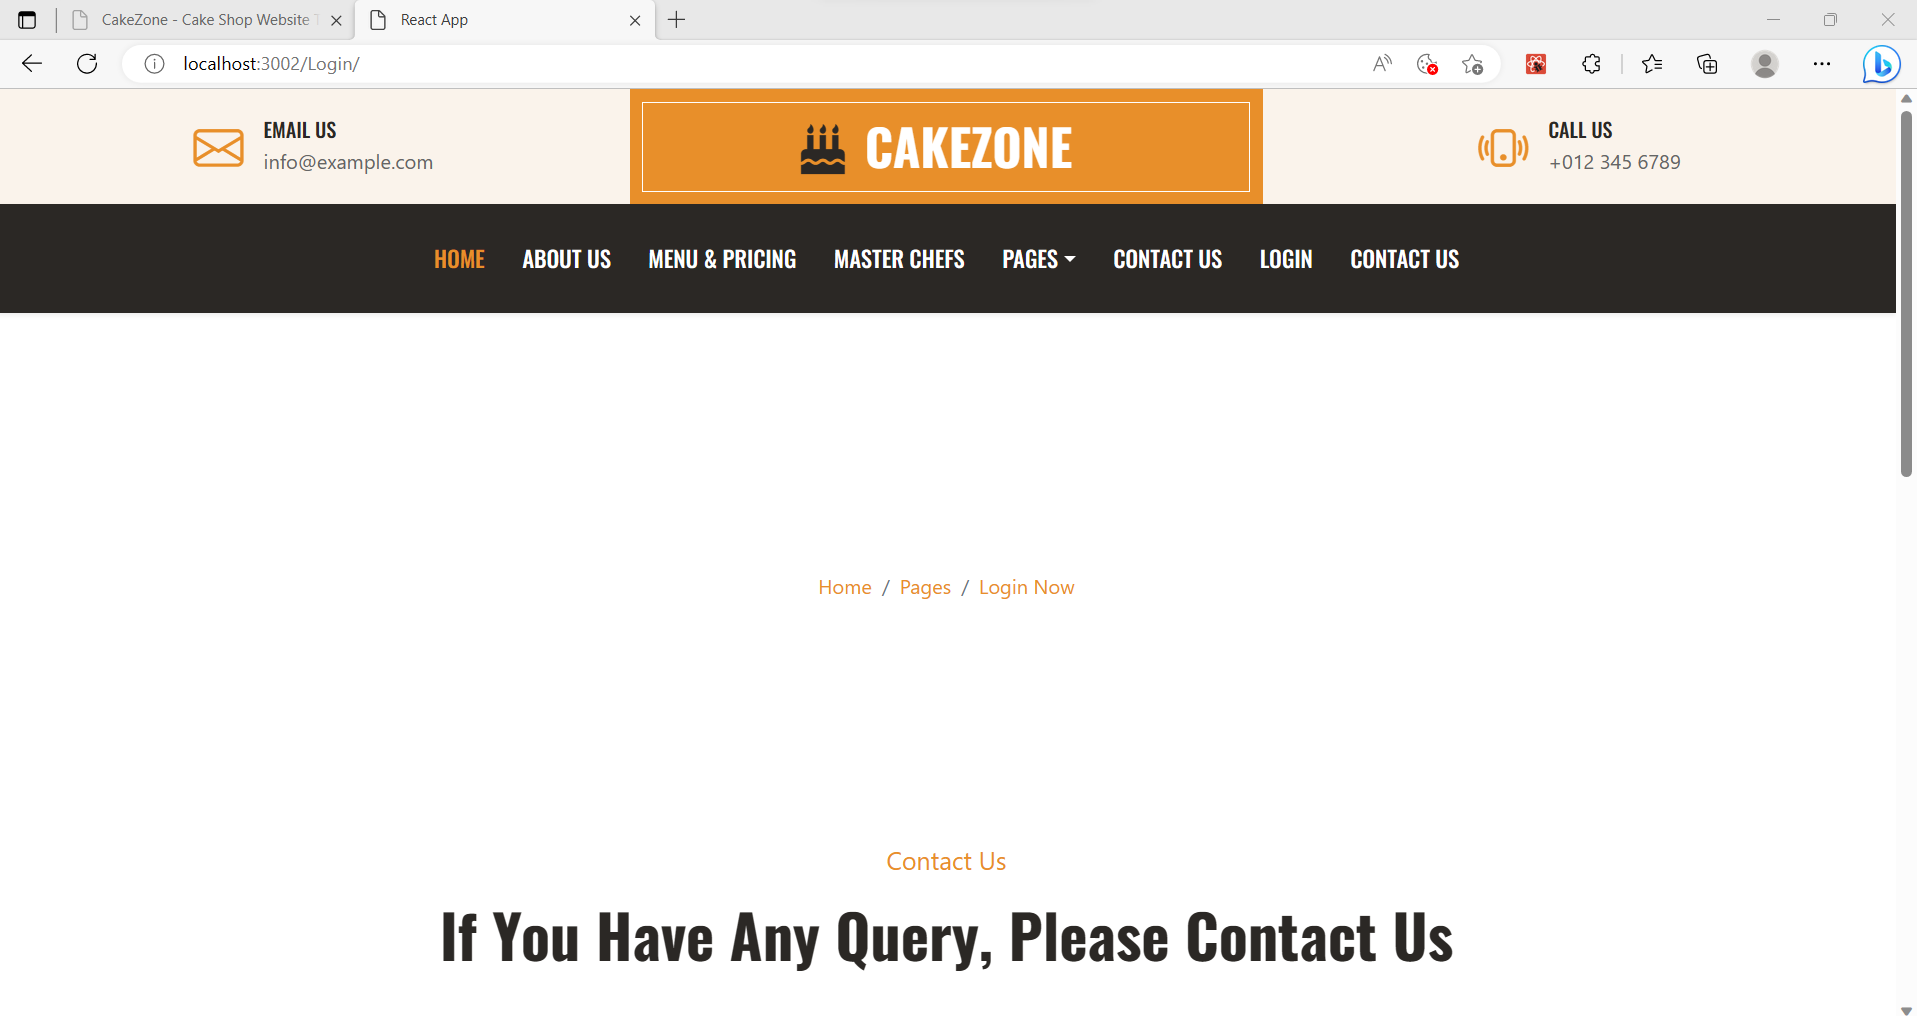 CakeZone - Cake Shop Website
React App
localhost:3002/Login/
EMAIL US
info@example.com
CAKEZONE
CALL US
+012 345 6789
HOME ABOUT US MENU & PRICING MASTER CHEFS PAGES CONTACT US LOGIN CONTACT US
Home / Pages / Login Now
Contact Us
If You Have Any Query, Please Contact Us